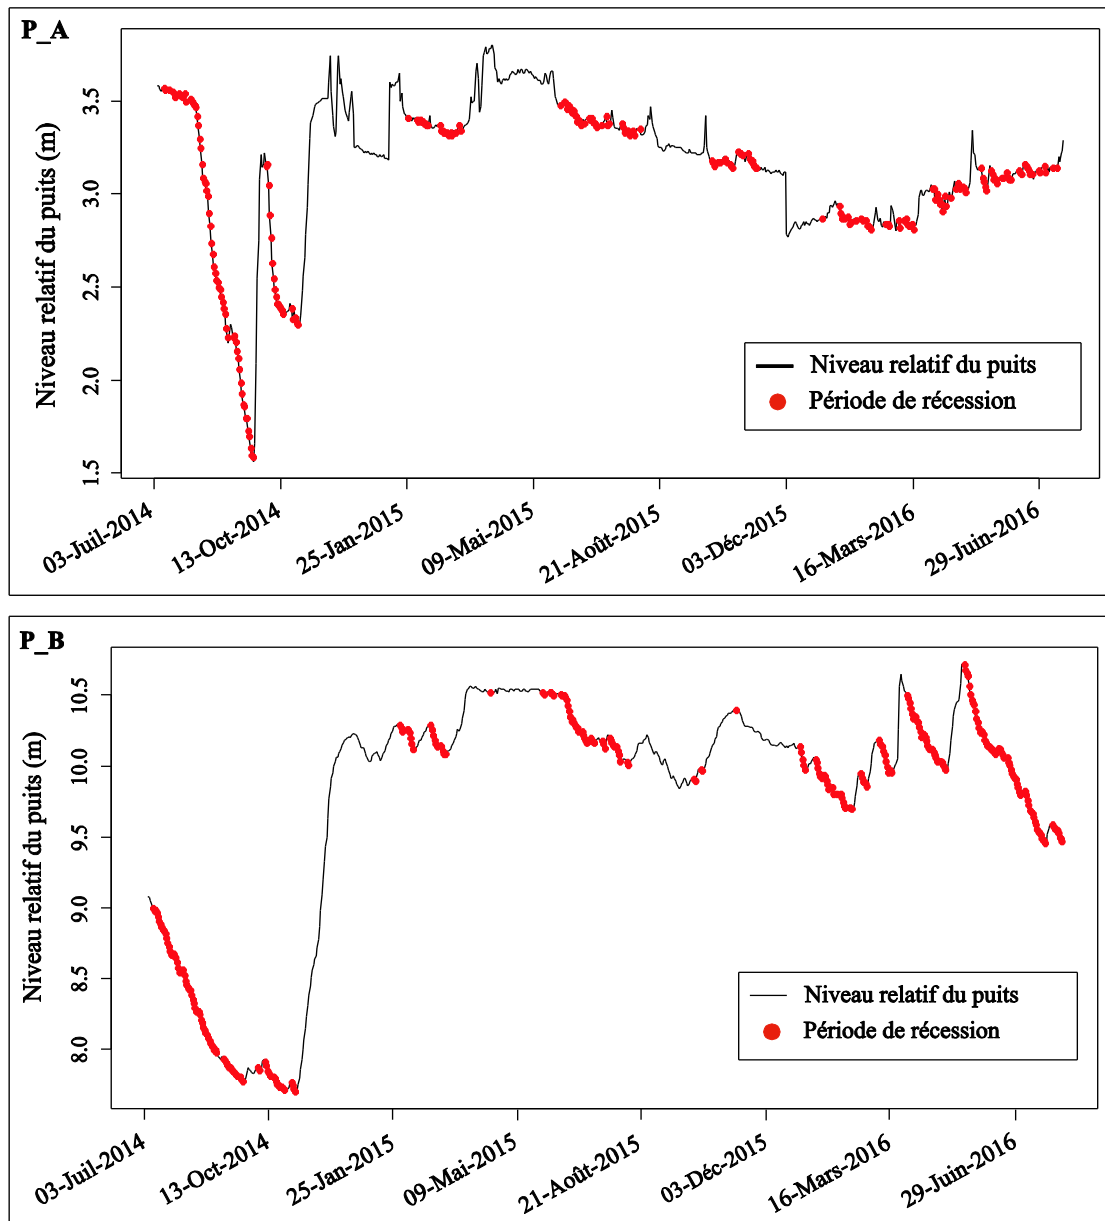 P_A
Niveau relatif du puits (m)
3.5
3.0
2.5
2.0
1.5
Niveau relatif du puits
Période de récession
03-Juil-2014
13-Oct-2014
25-Jan-2015
09-Mai-2015
21-Août-2015
03-Déc-2015
16-Mars-2016
29-Juin-2016
P_B
Niveau relatif du puits (m)
10.5
10.0
9.5
9.0
8.5
8.0
Niveau relatif du puits
Période de récession
03-Juil-2014
13-Oct-2014
25-Jan-2015
09-Mai-2015
21-Août-2015
03-Déc-2015
16-Mars-2016
29-Juin-2016